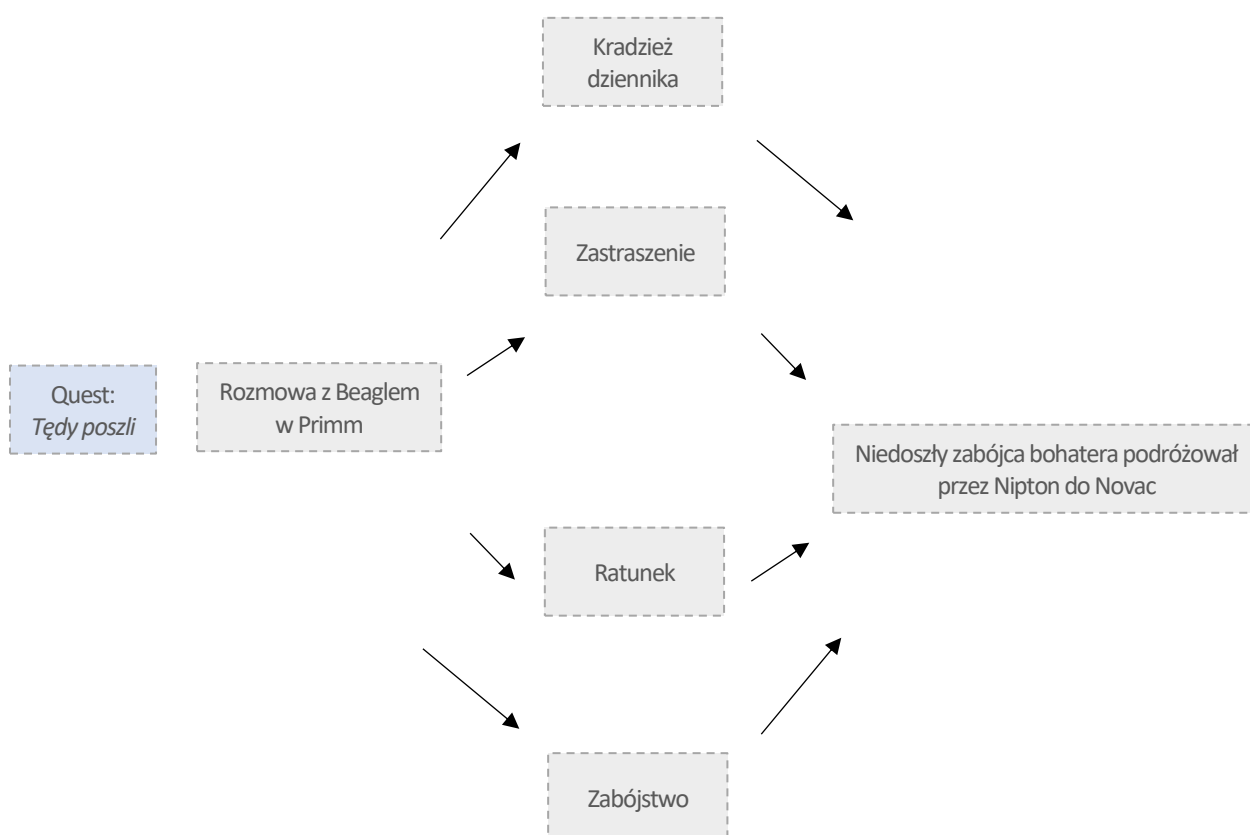 Kradzież
dziennika
Zastraszenie
Quest:
Tędy poszli
Rozmowa z Beaglem
w Primm
Niedoszły zabójca bohatera podróżował
przez Nipton do Novac
Ratunek
Zabójstwo